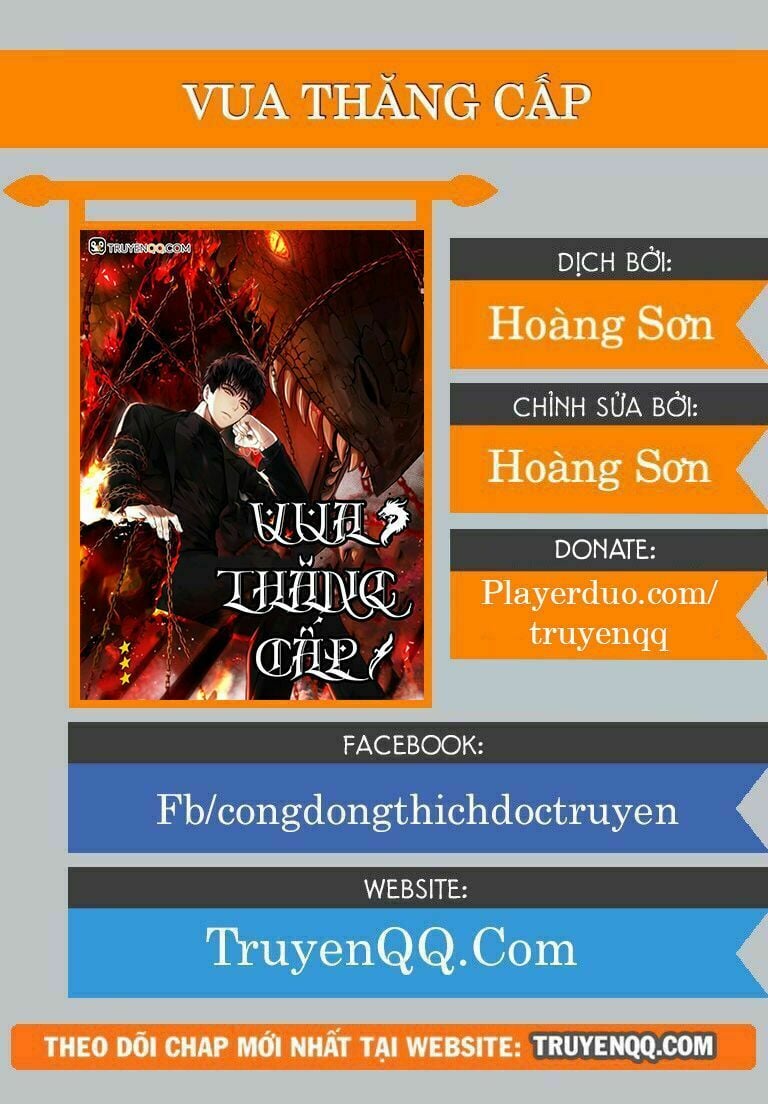 VUA THĂNG CẤP
TRUYENQQ.COM
VUA
THĂNG
CẤP
DỊCH BỞI:
Hoàng Sơn
CHỈNH SỬA BỞI:
Hoàng Sơn
DONATE:
Playerduo.com/
truyenqq
FACEBOOK:
Fb/congdongthichdoctruyen
WEBSITE:
TruyenQQ.Com
THEO DÕI CHAP MỚI NHẤT TẠI WEBSITE: TRUYENQQ.COM